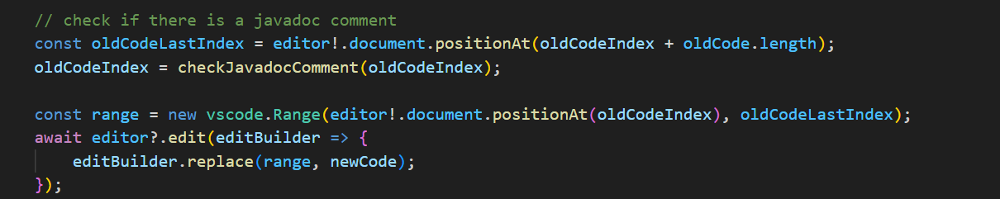 // check if there is a javadoc comment
const oldCodeLastIndex = editor!.document.positionAt(oldCodeIndex + oldCode.length);
oldCodeIndex = checkJavadocComment(oldCodeIndex);
const range = new vscode.Range(editor!.document.positionAt(oldCodeIndex), oldCodeLastIndex);
await editor?.edit(editBuilder => {
editBuilder.replace(range, newCode);
});